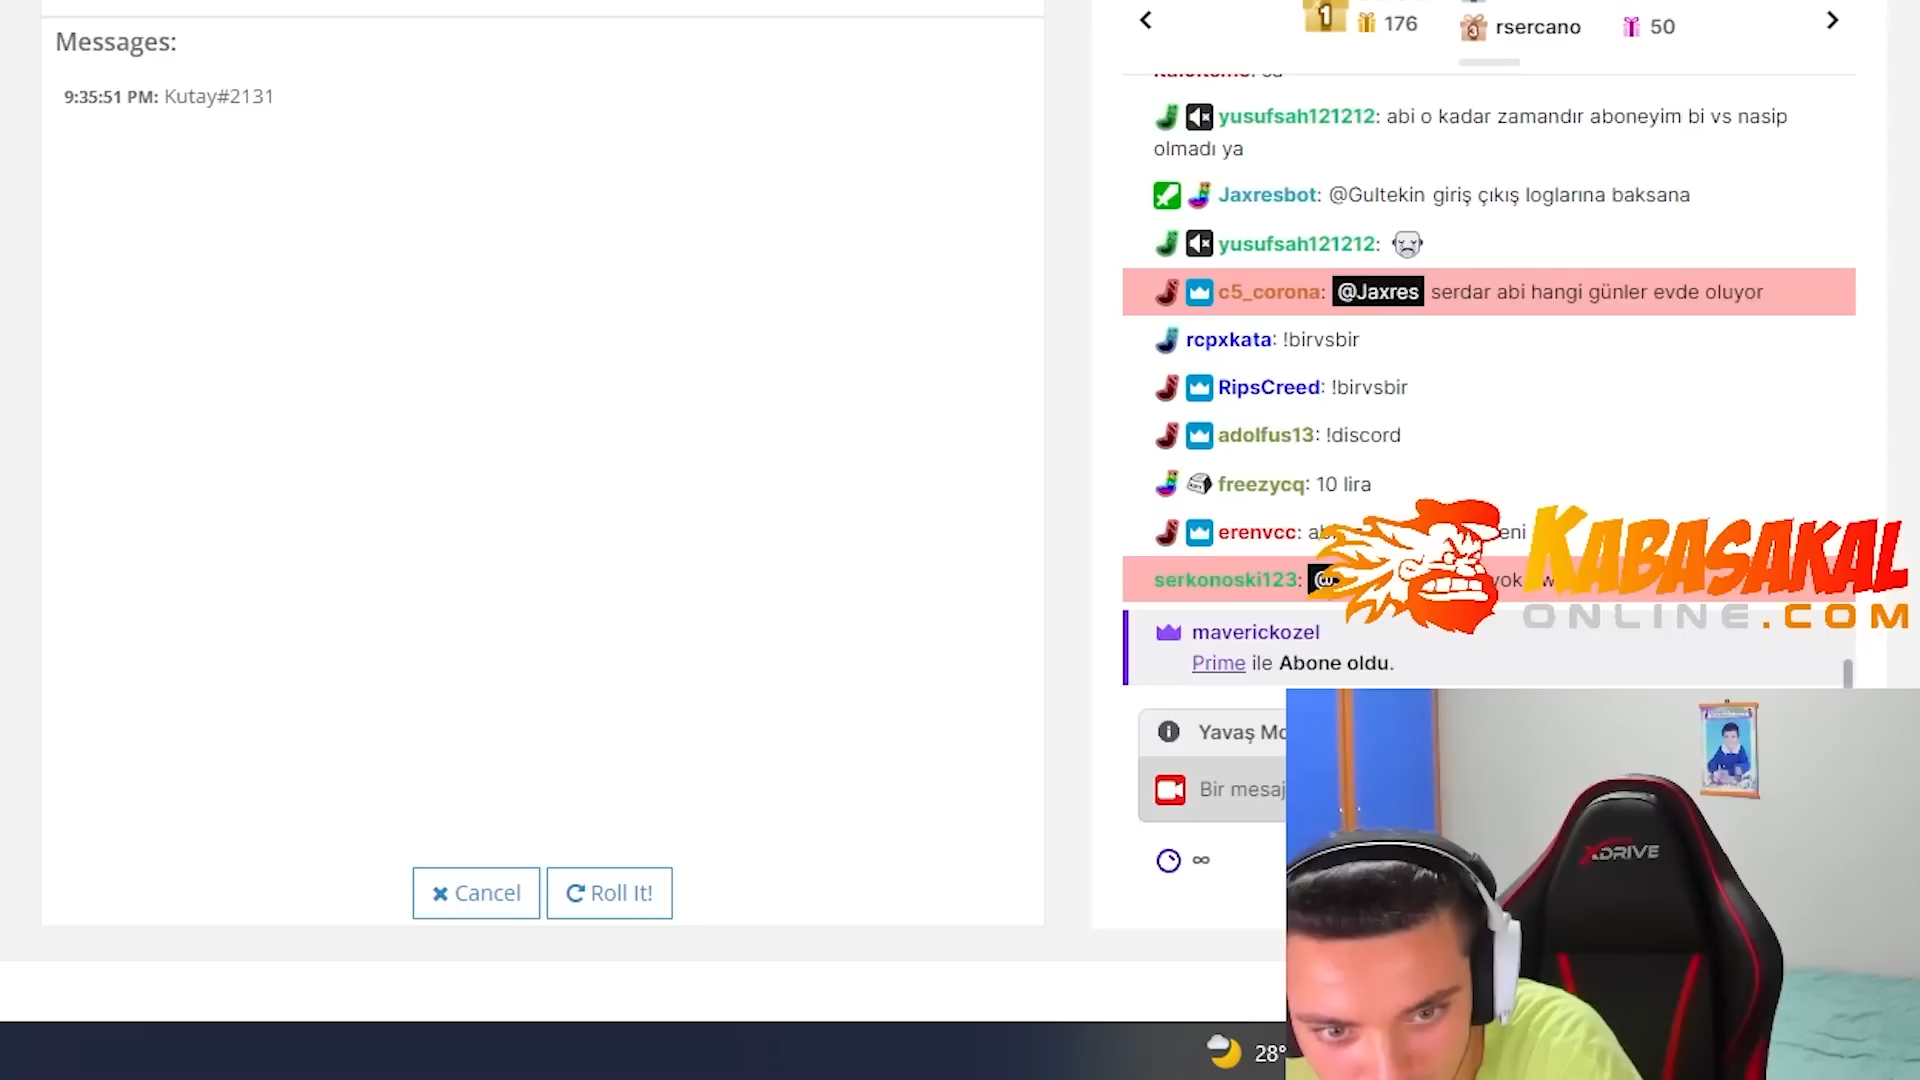 Messages:
9:35:51 PM: Kutay#2131
Cancel
Roll It!
1
176
3
rsercano
50
yusufsah121212: abi o kadar zamandır aboneyim bi vs nasip
olmadı ya
Jaxresbot: @Gultekin giriş çıkış loglarına baksana
yusufsah121212:
c5_corona: @Jaxres serdar abi hangi günler evde oluyor
rcpxkata: !birvsbir
RipsCreed: !birvsbir
adolfus13: !discord
freezycq: 10 lira
erenvcc:
serkonoski123:
yok
KABASAKAL
ONLINE.COM
maverickozel
Prime ile Abone oldu.
Yavaş
Bir
∞
XDRIVE
28°